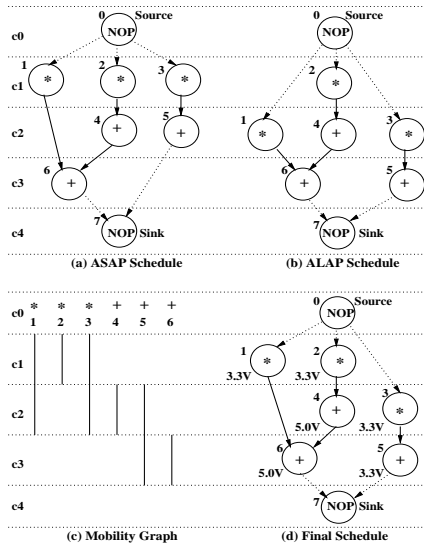 0 Source 0 Source
c0 NOP NOP
1 2 3 2
c1 * * * *
4 5 1 4 3
c2 + + * + *
6 6 5
c3 + + +
7 7
c4 NOP Sink NOP Sink
(a) ASAP Schedule (b) ALAP Schedule
c0 * * * + + +
1 2 3 4 5 6
0 Source
NOP
1 2
c1 * *
3.3V 3.3V
4 3
c2 + *
5.0V 3.3V
6 5
c3 + +
5.0V 3.3V
7
c4 NOP Sink
(c) Mobility Graph (d) Final Schedule